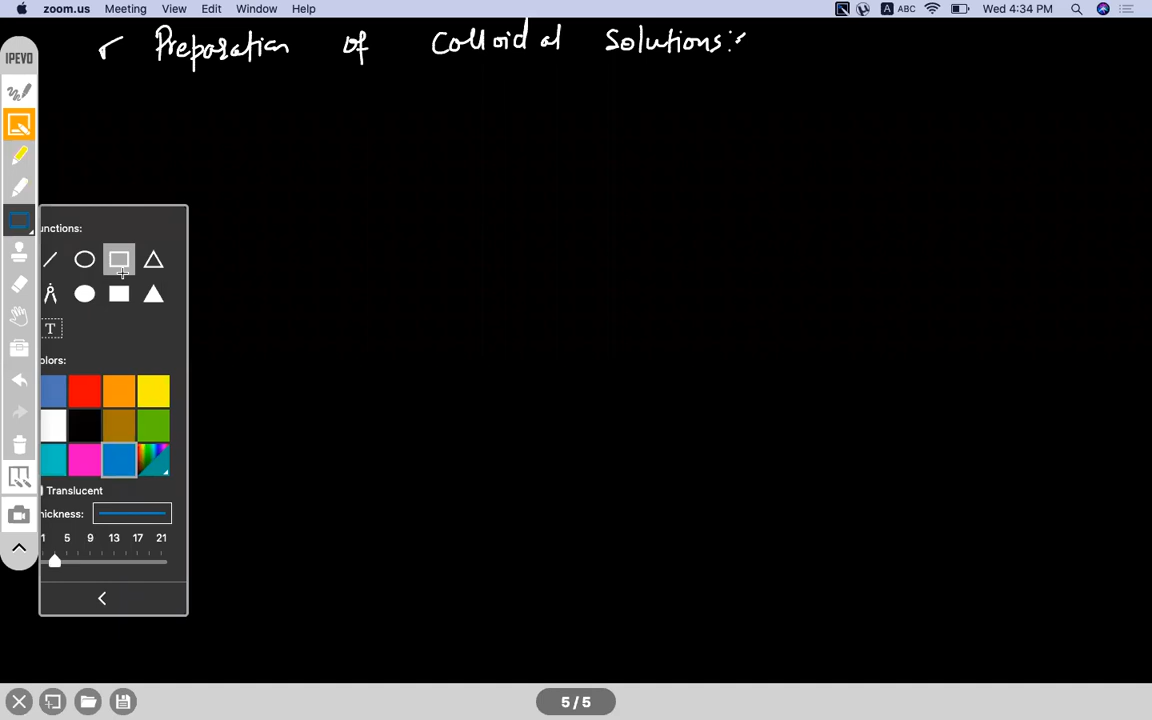 zoom.us Meeting View Edit Help A ABC Wed 4:34 PM
Preparation of Colloidal Solutions:-
IPEVO
unctions:
T
olors:
Translucent
hickness:
1 5 9 13 17 21
5 / 5